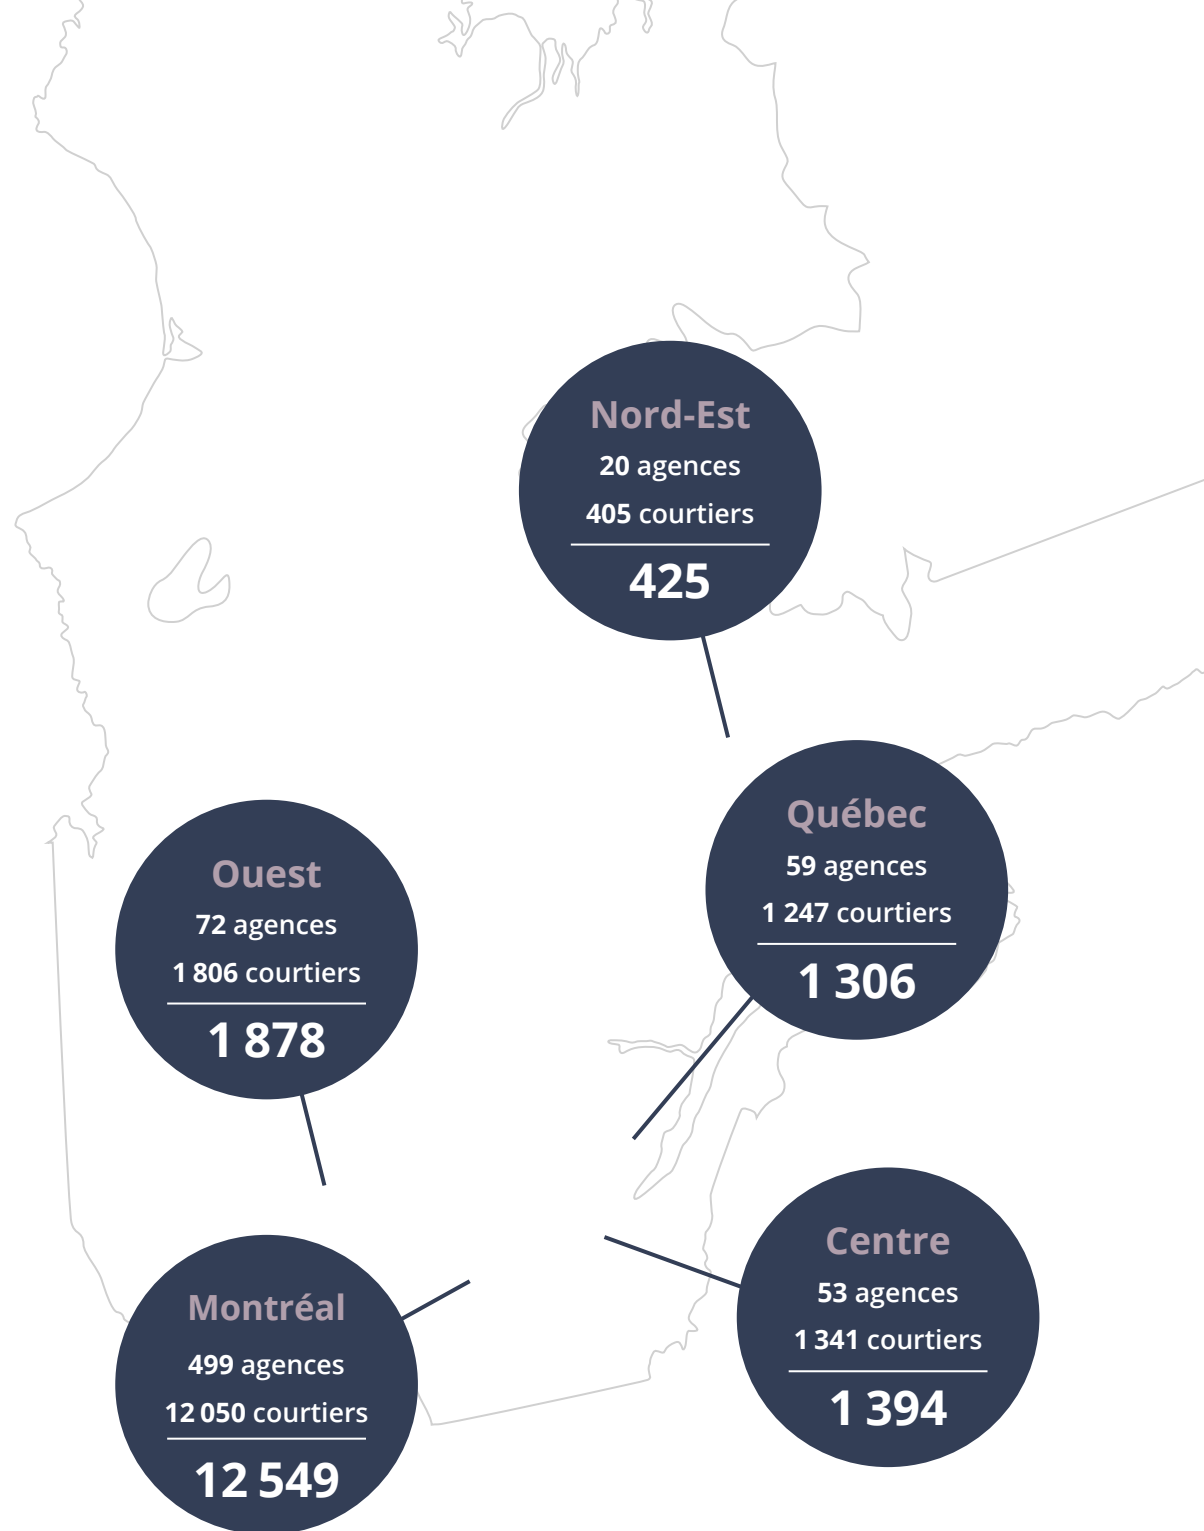 Nord-Est
20 agences
405 courtiers
425
Québec
59 agences
1 247 courtiers
1 306
Ouest
72 agences
1 806 courtiers
1 878
Centre
53 agences
1 341 courtiers
1 394
Montréal
499 agences
12 050 courtiers
12 549